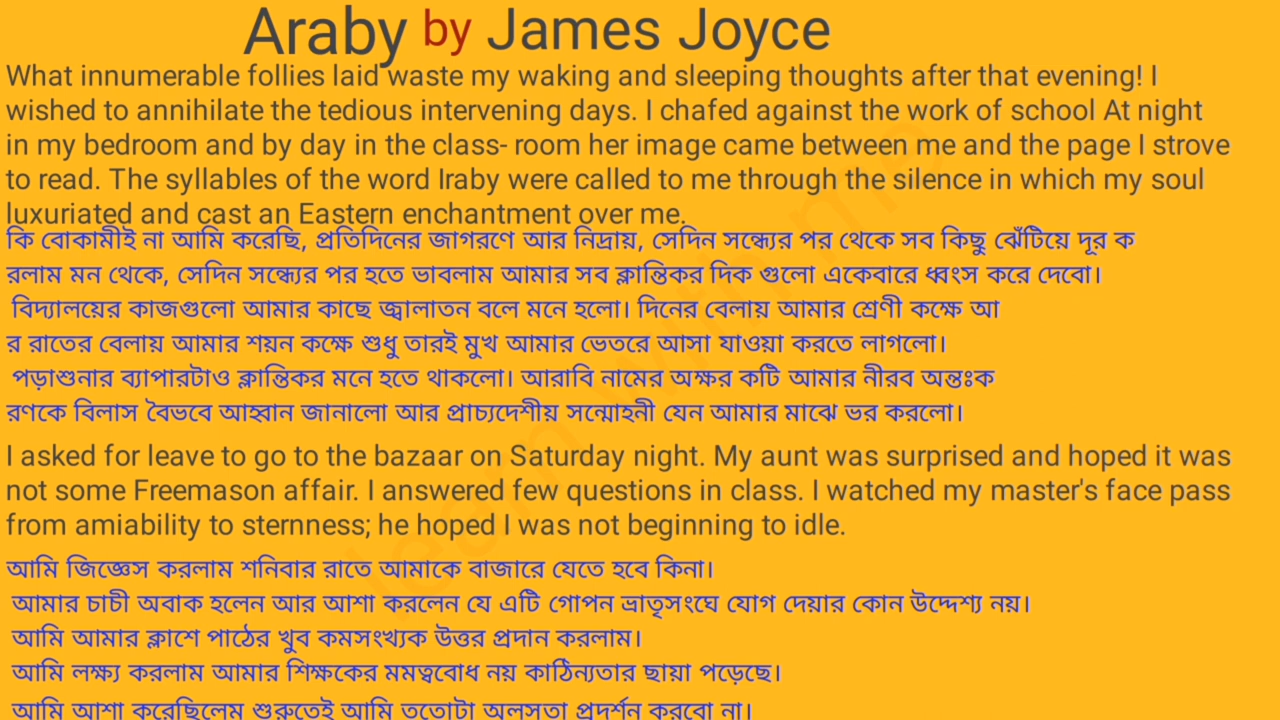 Araby by James Joyce
What innumerable follies laid waste my waking and sleeping thoughts after that evening! I
wished to annihilate the tedious intervening days. I chafed against the work of school At night
in my bedroom and by day in the class- room her image came between me and the page I strove
to read. The syllables of the word Iraby were called to me through the silence in which my soul
luxuriated and cast an Eastern enchantment over me.
কি বোকামীই না আমি করেছি, প্রতিদিনের জাগরণে আর নিদ্রায়, সেদিন সন্ধ্যের পর থেকে সব কিছু ঝেঁটিয়ে দূর ক
রলাম মন থেকে, সেদিন সন্ধ্যের পর হতে ভাবলাম আমার সব ক্লান্তিকর দিক গুলো একেবারে ধ্বংস করে দেবো।
বিদ্যালয়ের কাজগুলো আমার কাছে জ্বালাতন বলে মনে হলো। দিনের বেলায় আমার শ্রেণী কক্ষে আ
র রাতের বেলায় আমার শয়ন কক্ষে শুধু তারই মুখ আমার ভেতরে আসা যাওয়া করতে লাগলো।
পড়াশুনার ব্যাপারটাও ক্লান্তিকর মনে হতে থাকলো। আরাবি নামের অক্ষর কটি আমার নীরব অন্তঃক
রণকে বিলাস বৈভবে আহ্বান জানালো আর প্রাচ্যদেশীয় সন্মোহনী যেন আমার মাঝে ভর করলো।
I asked for leave to go to the bazaar on Saturday night. My aunt was surprised and hoped it was
not some Freemason affair. I answered few questions in class. I watched my master's face pass
from amiability to sternness; he hoped I was not beginning to idle.
আমি জিজ্ঞেস করলাম শনিবার রাতে আমাকে বাজারে যেতে হবে কিনা।
আমার চাচী অবাক হলেন আর আশা করলেন যে এটি গোপন ভ্রাতৃসংঘে যোগ দেয়ার কোন উদ্দেশ্য নয়।
আমি আমার ক্লাশে পাঠের খুব কমসংখ্যক উত্তর প্রদান করলাম।
আমি লক্ষ্য করলাম আমার শিক্ষকের মমত্ববোধ নয় কাঠিন্যতার ছায়া পড়েছে।
আমি আশা করেছিলেম শুরুতেই আমি ততোটা অলসতা প্রদর্শন করবো না।
learn with me